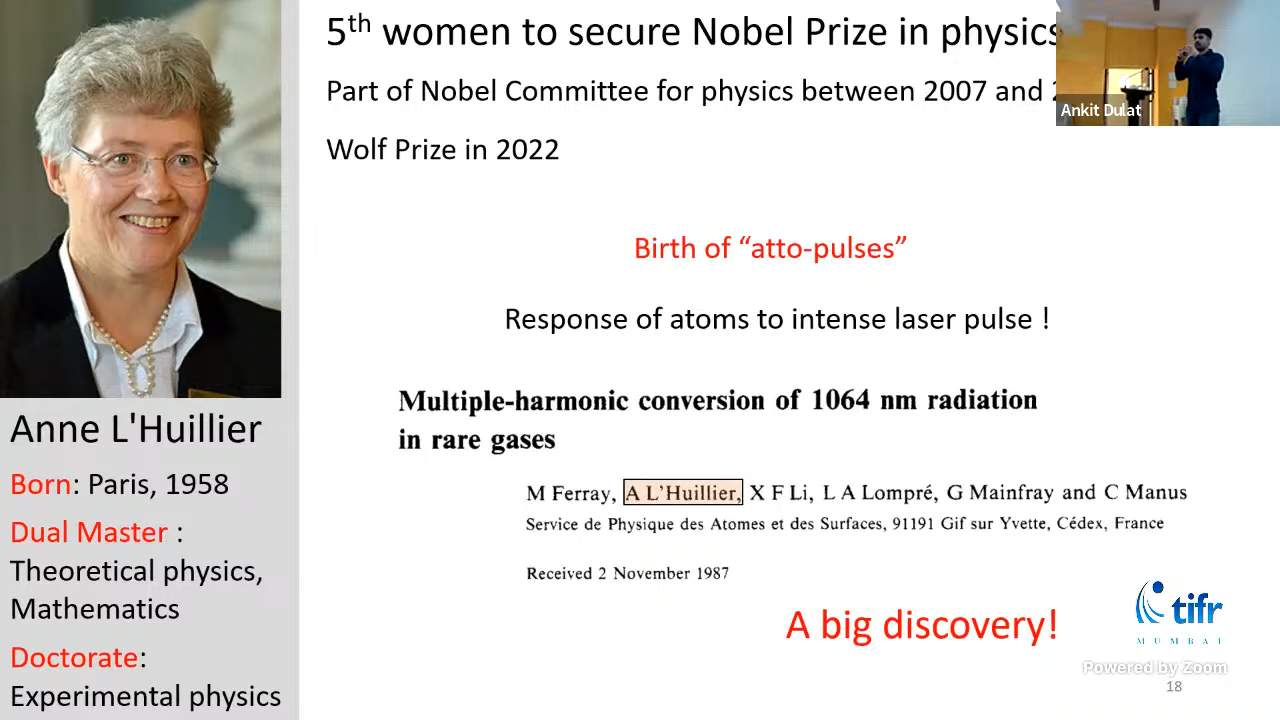 5th women to secure Nobel Prize in physics
Part of Nobel Committee for physics between 2007 and
Wolf Prize in 2022
Ankit Dulat
Birth of “atto-pulses”
Response of atoms to intense laser pulse !
Multiple-harmonic conversion of 1064 nm radiation
in rare gases
M Ferray, A L’Huillier, X F Li, L A Lompré, G Mainfray and C Manus
Service de Physique des Atomes et des Surfaces, 91191 Gif sur Yvette, Cédex, France
Received 2 November 1987
A big discovery!
Anne L'Huillier
Born: Paris, 1958
Dual Master :
Theoretical physics,
Mathematics
Doctorate:
Experimental physics
tifr
MUMBAI
Powered by Zoom
18